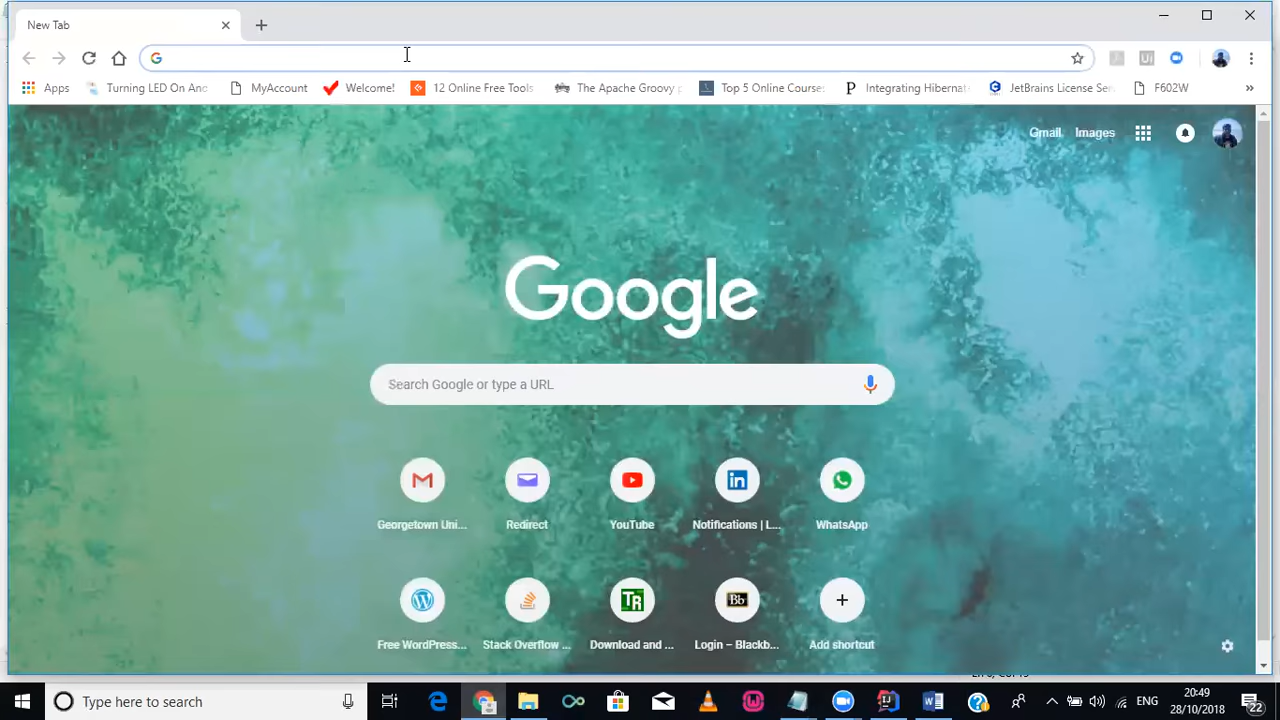 New Tab
Apps Turning LED On And MyAccount Welcome! 12 Online Free Tools The Apache Groovy p Top 5 Online Course Integrating Hibernat JetBrains License Ser F602W »
Gmail Images
Google
Search Google or type a URL
Georgetown Uni... Redirect YouTube Notifications | L... WhatsApp
TR Bb
Free WordPress... Stack Overflow ... Download and ... Login – Blackb... Add shortcut
Type here to search
ENG 20:49
28/10/2018 22